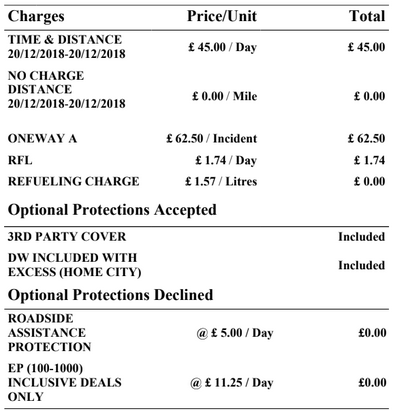 Charges Price/Unit Total
TIME & DISTANCE
20/12/2018-20/12/2018 £ 45.00 / Day £ 45.00
NO CHARGE
DISTANCE
20/12/2018-20/12/2018 £ 0.00 / Mile £ 0.00
ONEWAY A £ 62.50 / Incident £ 62.50
RFL £ 1.74 / Day £ 1.74
REFUELING CHARGE £ 1.57 / Litres £ 0.00
Optional Protections Accepted
3RD PARTY COVER Included
DW INCLUDED WITH
EXCESS (HOME CITY) Included
Optional Protections Declined
ROADSIDE
ASSISTANCE @ £ 5.00 / Day £0.00
PROTECTION
EP (100-1000)
INCLUSIVE DEALS @ £ 11.25 / Day £0.00
ONLY